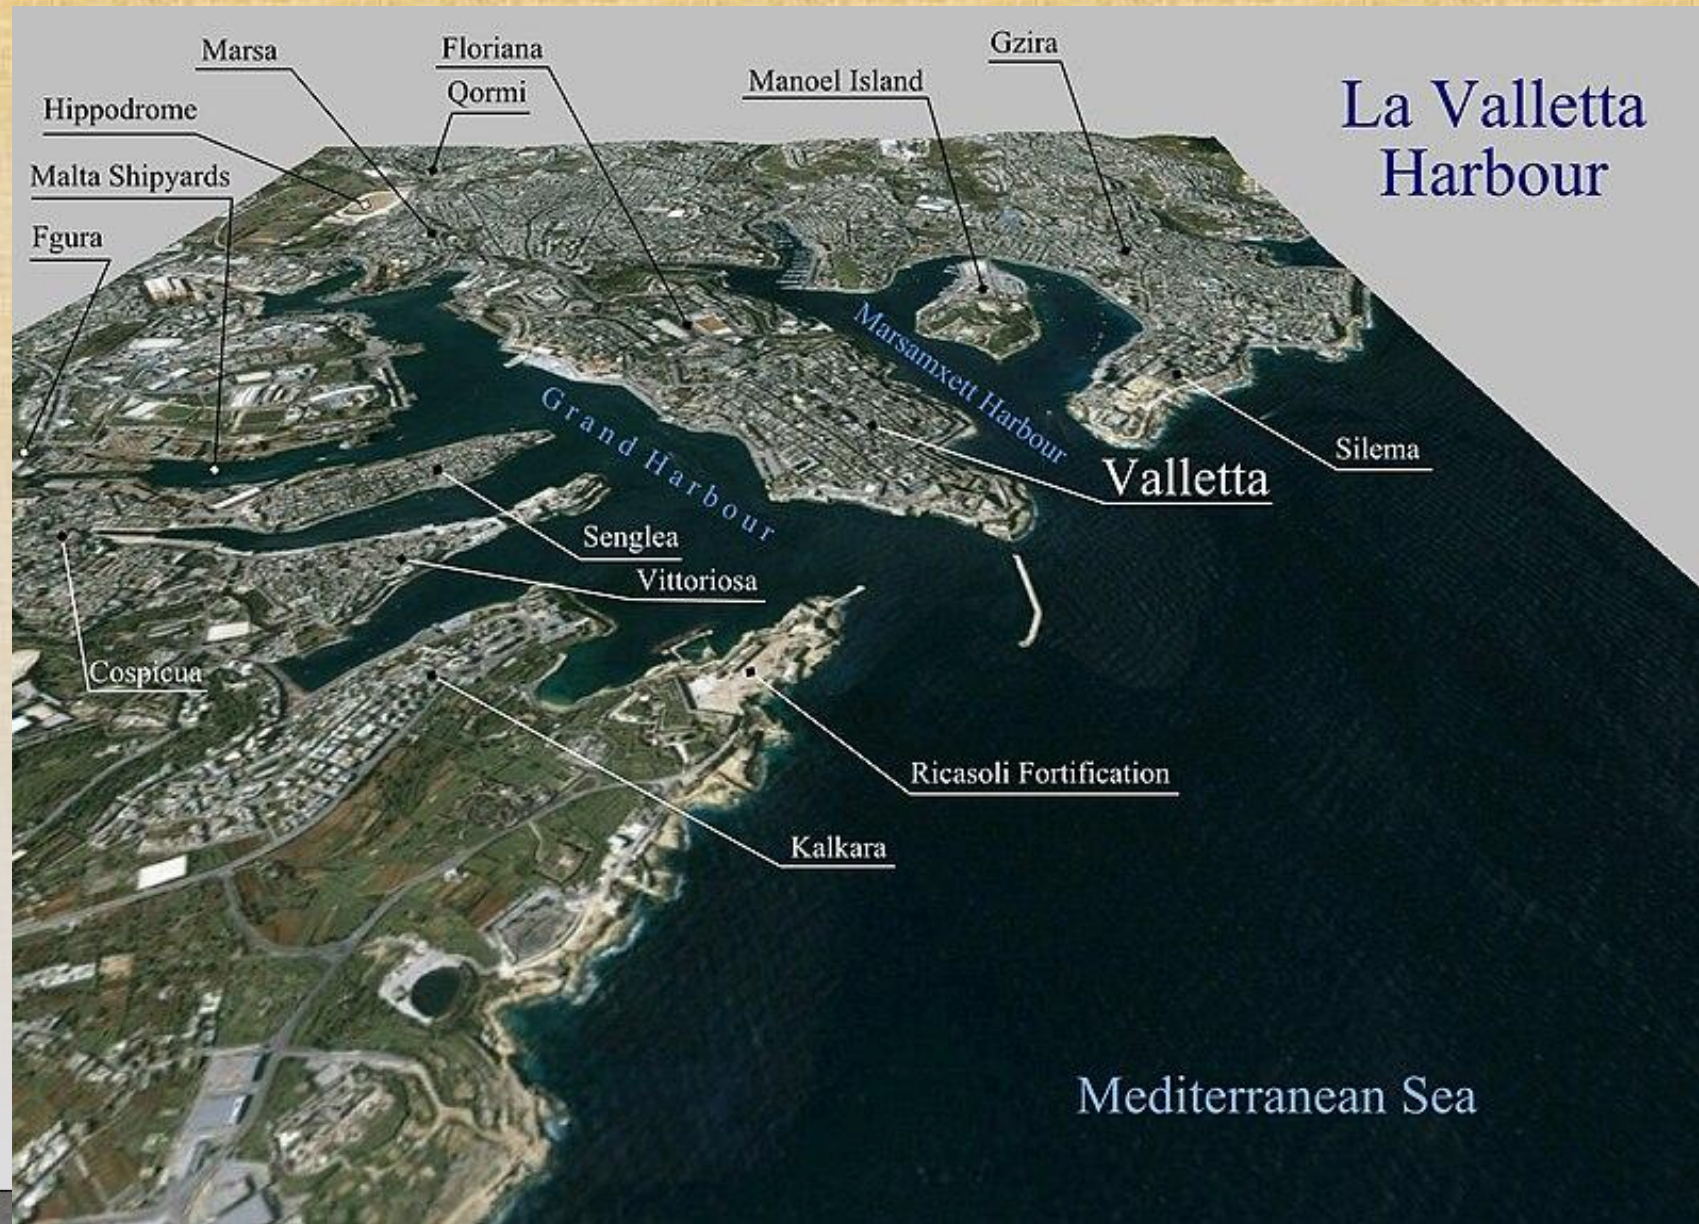 Marsa
Floriana
Gzira
Manoel Island
Qormi
Hippodrome
La Valletta
Harbour
Malta Shipyards
Fgura
Marsamxett Harbour
Grand Harbour
Silema
Valletta
Senglea
Vittoriosa
Cospicua
Ricasoli Fortification
Kalkara
Mediterranean Sea